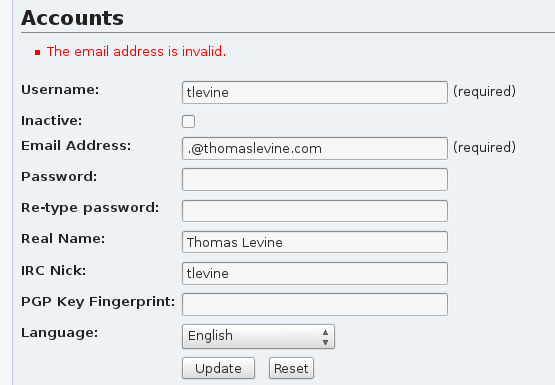 Accounts
The email address is invalid.
Username: tlevine (required)
Inactive:
Email Address: .@thomaslevine.com (required)
Password:
Re-type password:
Real Name: Thomas Levine
IRC Nick: tlevine
PGP Key Fingerprint:
Language: English
Update Reset